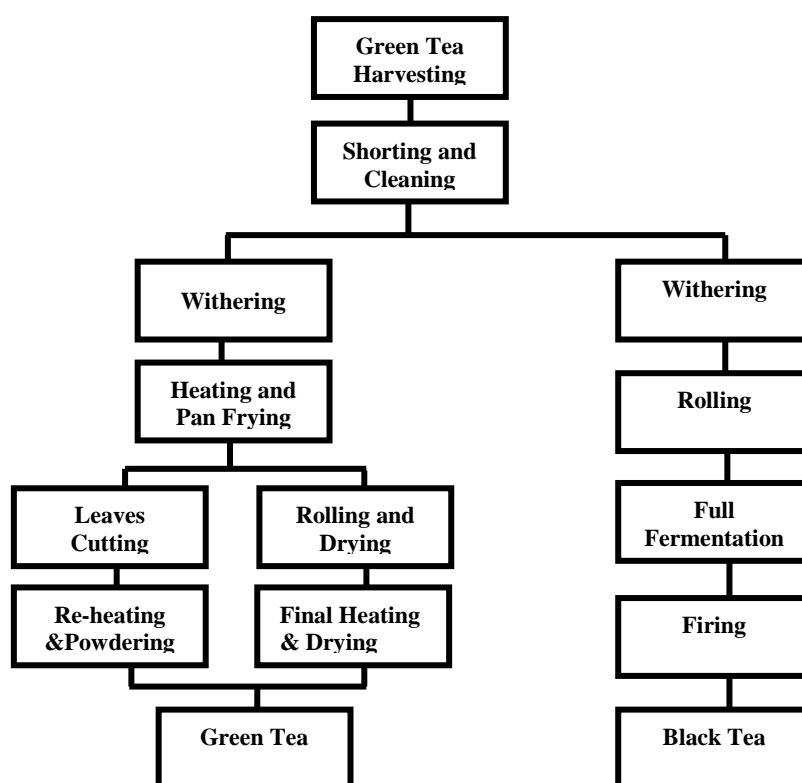 Green Tea
Harvesting
Shorting and
Cleaning
Withering
Withering
Heating and
Pan Frying
Rolling
Leaves
Cutting
Rolling and
Drying
Full
Fermentation
Re-heating
&Powdering
Final Heating
& Drying
Firing
Green Tea
Black Tea